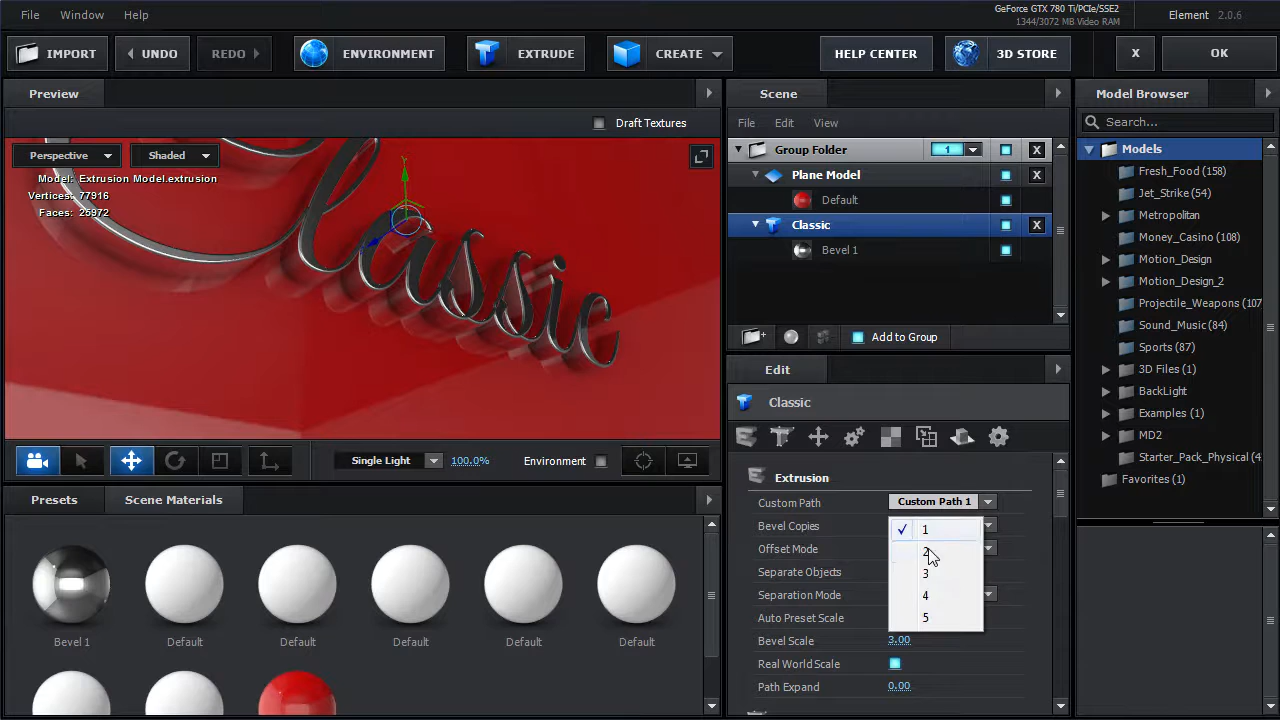 File Window Help
GeForce GTX 780 Ti/PCIe/SSE2
1344/3072 MB Video RAM
Element 2.0.6
IMPORT UNDO REDO ENVIRONMENT EXTRUDE CREATE HELP CENTER 3D STORE X OK
Preview
Draft Textures
Perspective Shaded
Model: Extrusion Model.extrusion
Vertices: 77916
Faces: 25972
Classic
Y
Single Light 100.0% Environment
Presets Scene Materials
Bevel 1 Default Default Default Default Default
Scene
File Edit View
Group Folder 1 X
Plane Model X
Default
Classic X
Bevel 1
Add to Group
Edit
Classic
Extrusion
Custom Path Custom Path 1
Bevel Copies
Offset Mode
Separate Objects
Separation Mode
Auto Preset Scale
Bevel Scale 3.00
Real World Scale
Path Expand 0.00
1
2
3
4
5
Model Browser
Search...
Models
Fresh_Food (158)
Jet_Strike (54)
Metropolitan
Money_Casino (108)
Motion_Design
Motion_Design_2
Projectile_Weapons (107
Sound_Music (84)
Sports (87)
3D Files (1)
BackLight
Examples (1)
MD2
Starter_Pack_Physical (4
Favorites (1)